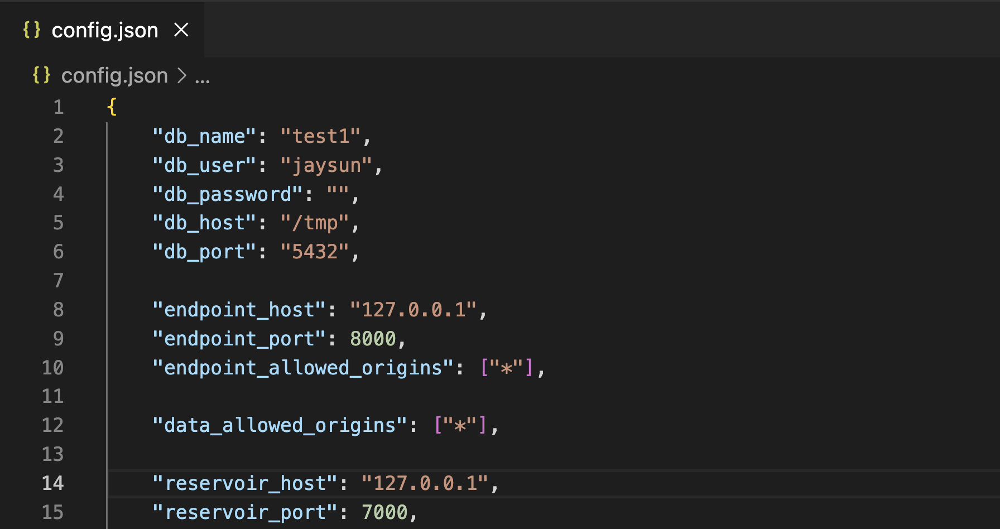 {} config.json ×
{} config.json > ...
1 {
2 "db_name": "test1",
3 "db_user": "jaysun",
4 "db_password": "",
5 "db_host": "/tmp",
6 "db_port": "5432",
7
8 "endpoint_host": "127.0.0.1",
9 "endpoint_port": 8000,
10 "endpoint_allowed_origins": ["*"],
11
12 "data_allowed_origins": ["*"],
13
14 "reservoir_host": "127.0.0.1",
15 "reservoir_port": 7000,